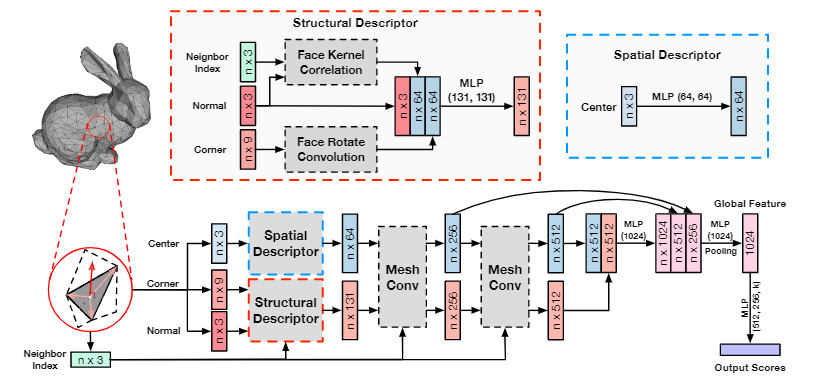 Structural Descriptor
Neighbor
Index
n x 3
Face Kernel
Correlation
Normal
n x 3
n x 3
n x 64
n x 64
MLP
(131, 131)
n x 131
Corner
n x 9
Face Rotate
Convolution
Spatial Descriptor
Center
n x 3
MLP (64, 64)
n x 64
Center
n x 3
Spatial
Descriptor
n x 64
Corner
n x 9
Structural
Descriptor
n x 131
Normal
n x 3
Mesh
Conv
n x 256
n x 256
Mesh
Conv
n x 512
n x 512
n x 512
n x 512
MLP
(1024)
n x 1024
n x 512
n x 256
MLP
(1024)
Pooling
Global Feature
1024
MLP
(512, 256, k)
Output Scores
Neighbor
Index
n x 3